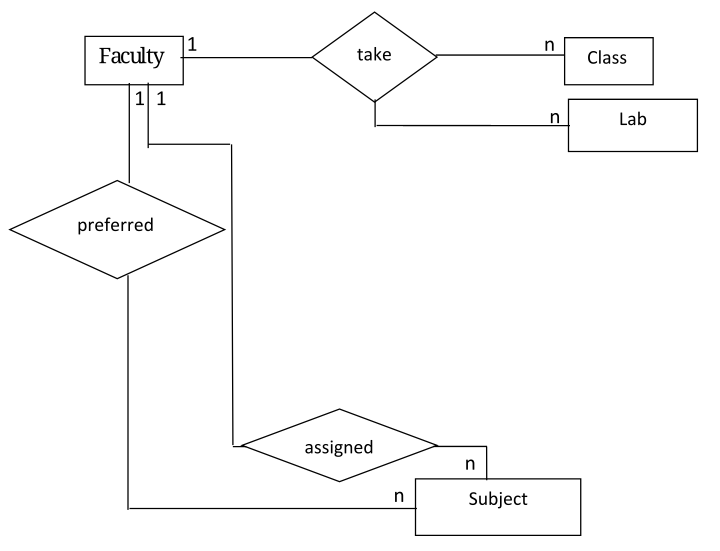 Faculty
1
take
n
Class
1
1
n
Lab
preferred
assigned
n
n
Subject